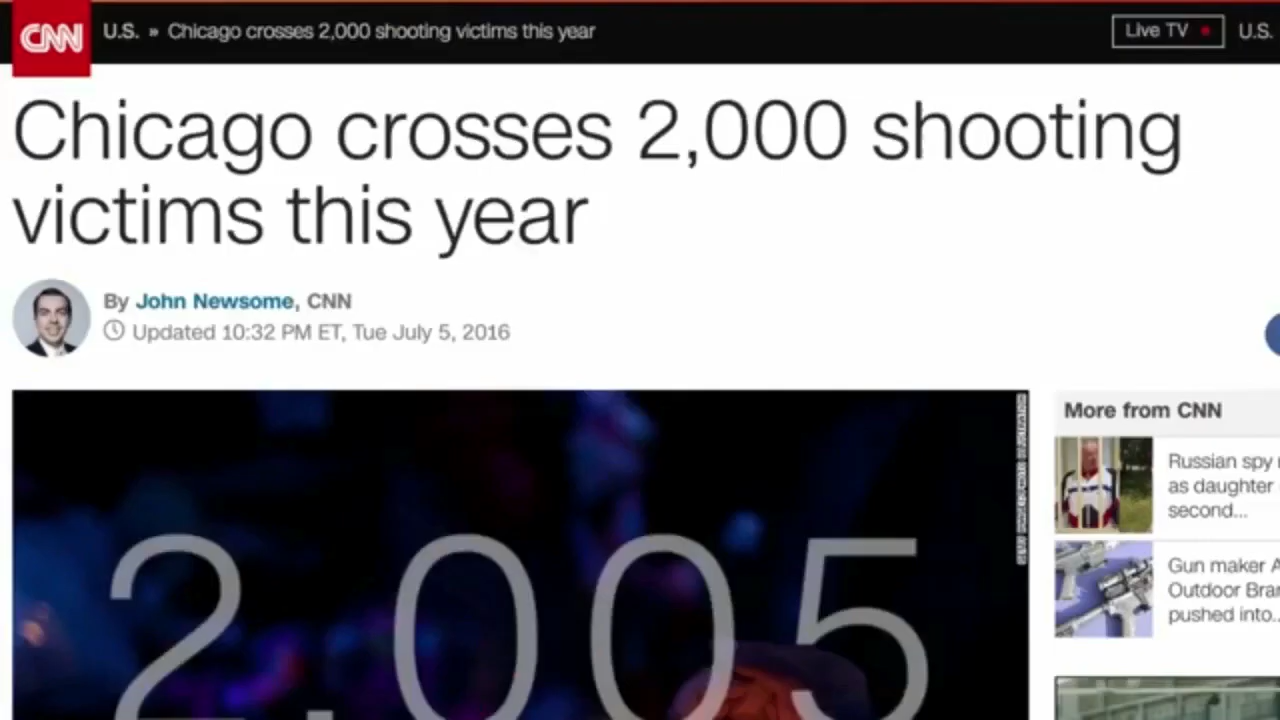 CNN
U.S. » Chicago crosses 2,000 shooting victims this year
Live TV
U.S.
Chicago crosses 2,000 shooting
victims this year
By John Newsome, CNN
Updated 10:32 PM ET, Tue July 5, 2016
More from CNN
Russian spy
as daughter
second...
Gun maker A
Outdoor Bra
pushed into..
2,005